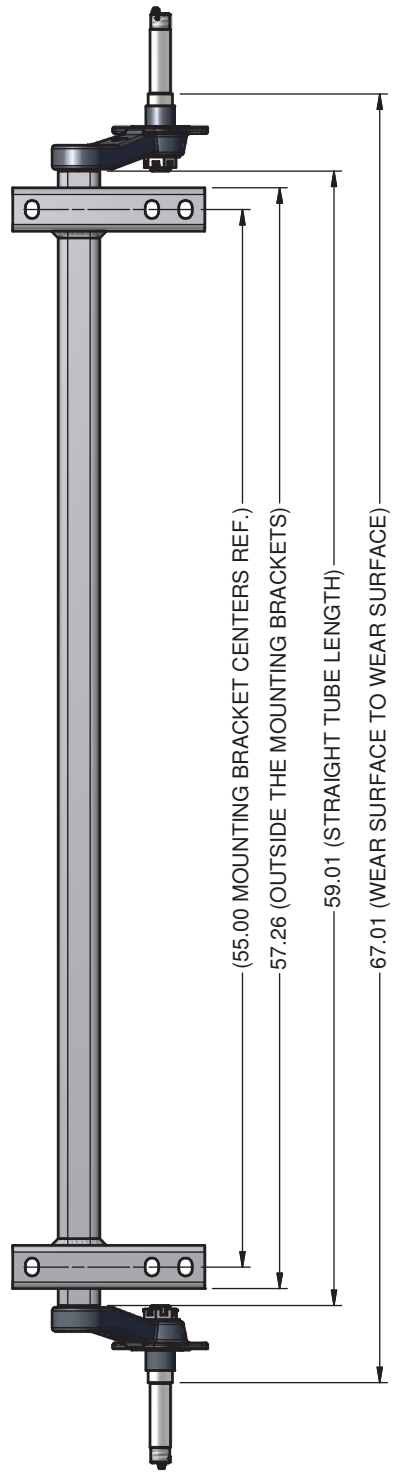 (55.00 MOUNTING BRACKET CENTERS REF.)
57.26 (OUTSIDE THE MOUNTING BRACKETS)
59.01 (STRAIGHT TUBE LENGTH)
67.01 (WEAR SURFACE TO WEAR SURFACE)